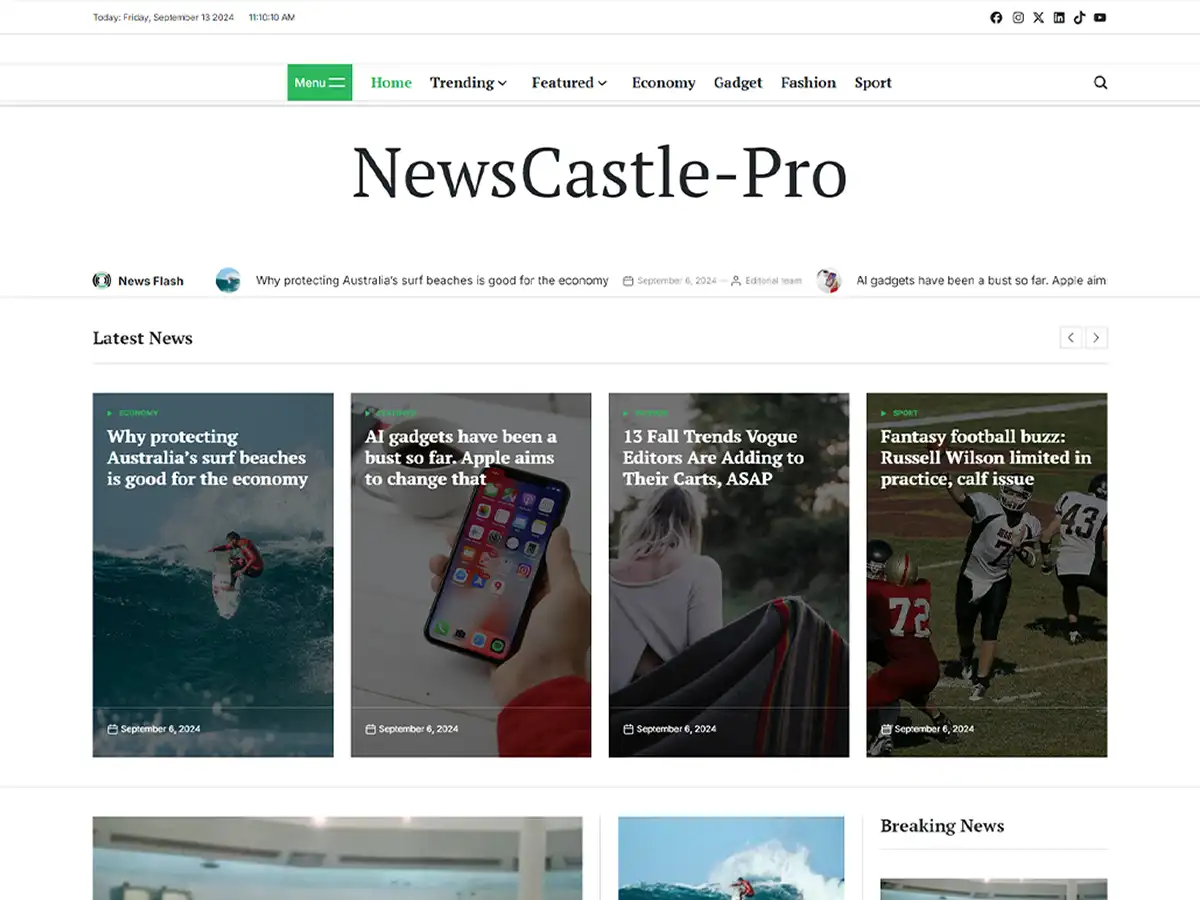 Today: Friday, September 13 2024 11:10:10 AM
Menu Home Trending Featured Economy Gadget Fashion Sport
NewsCastle-Pro
News Flash Why protecting Australia's surf beaches is good for the economy September 6, 2024 — Editorial team AI gadgets have been a bust so far. Apple aim
Latest News
ECONOMY
Why protecting
Australia's surf beaches
is good for the economy
September 6, 2024
AI gadgets have been a
bust so far. Apple aims
to change that
September 6, 2024
13 Fall Trends Vogue
Editors Are Adding to
Their Carts, ASAP
September 6, 2024
SPORT
Fantasy football buzz:
Russell Wilson limited in
practice, calf issue
43
72
September 6, 2024
Breaking News